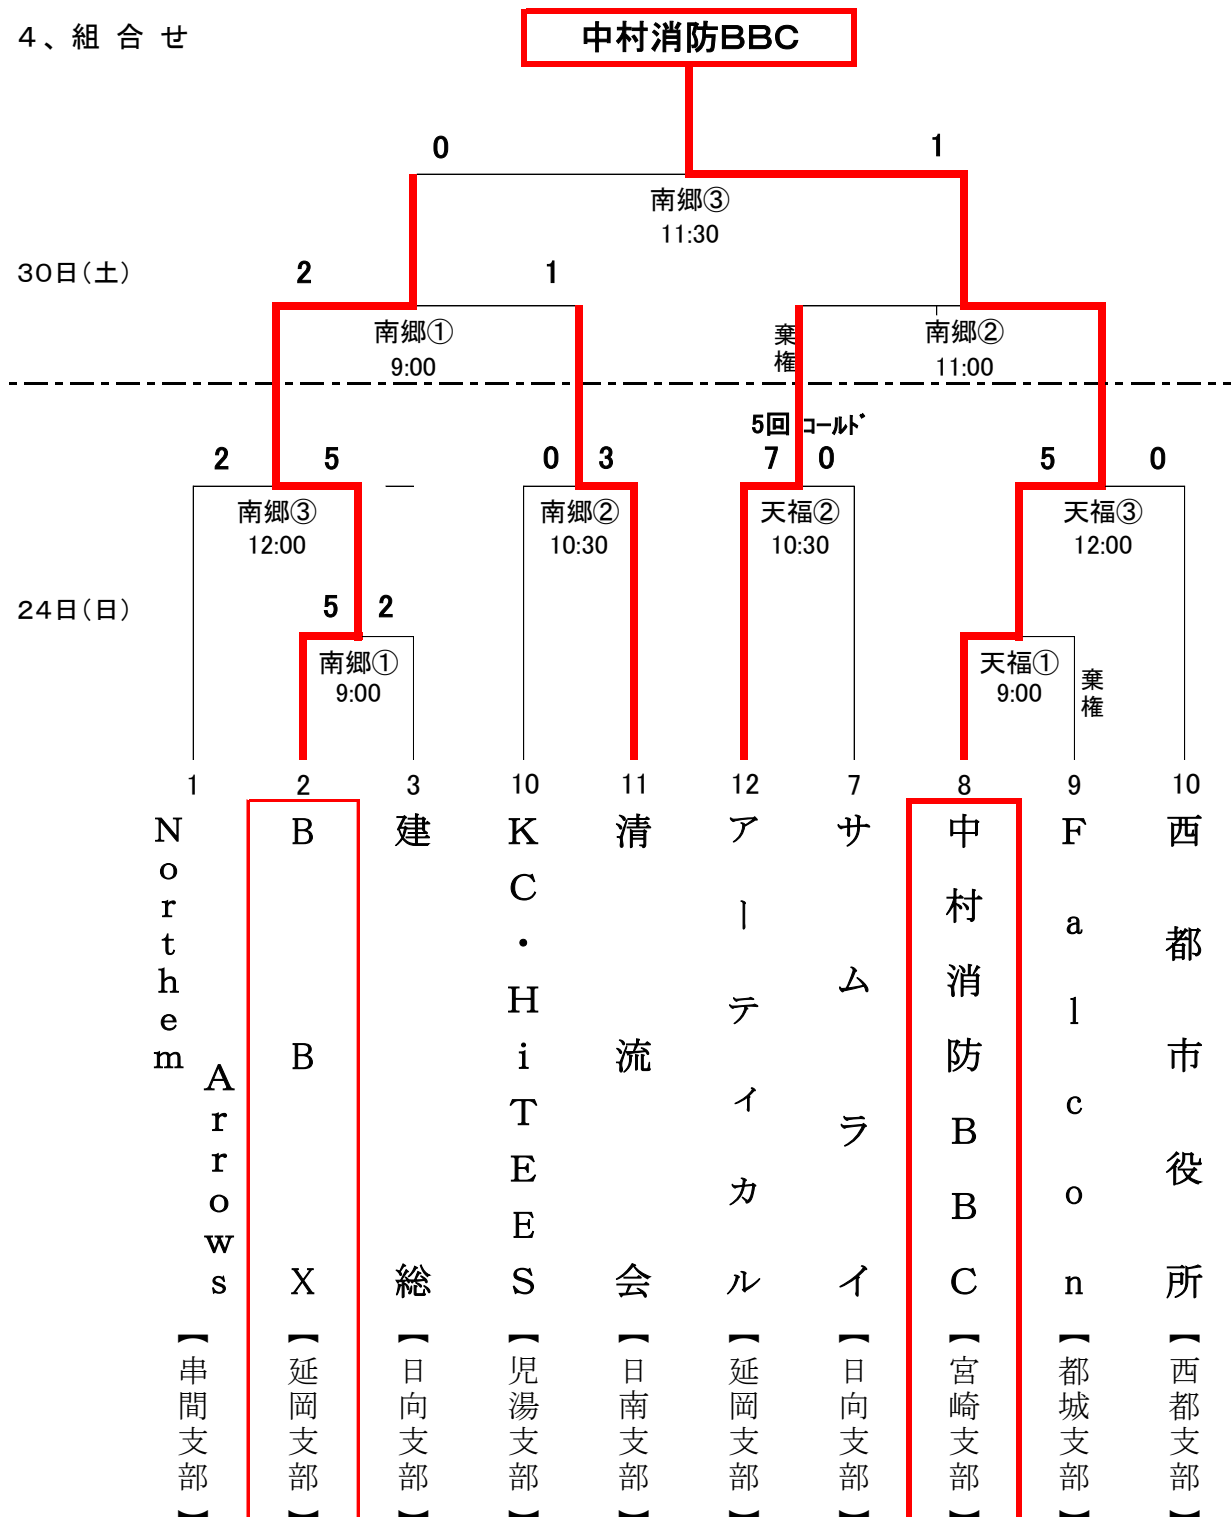 4、組 合 せ
中村消防BBC
0
1
南郷③
11:30
30日(土)
2
1
南郷①
9:00
棄権
南郷②
11:00
5回 コールド
2
5
0
3
7
0
5
0
南郷③
12:00
南郷②
10:30
天福②
10:30
天福③
12:00
24日(日)
5
2
南郷①
9:00
天福①
9:00
棄権
1
2
3
10
11
12
7
8
9
10
Northem Arrows
BBX
建総
KC・HiTEES
清流会
アーティカル
サムライ
中村消防BBC
Falcon
西都市役所
【串間支部】
【延岡支部】
【日向支部】
【児湯支部】
【日南支部】
【延岡支部】
【日向支部】
【宮崎支部】
【都城支部】
【西都支部】